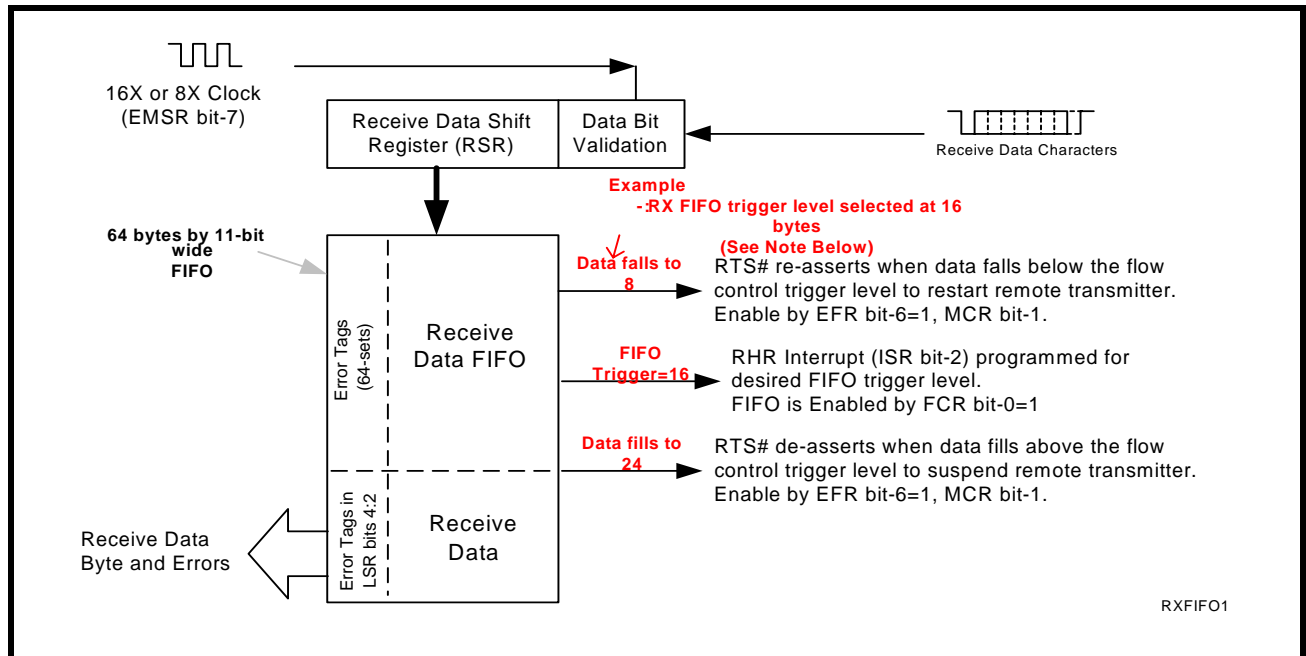 16X or 8X Clock
(EMSR bit-7)
Receive Data Shift
Register (RSR)
Data Bit
Validation
Receive Data Characters
Example
-:RX FIFO trigger level selected at 16
bytes
(See Note Below)
64 bytes by 11-bit
wide
FIFO
Data falls to
8
RTS# re-asserts when data falls below the flow
control trigger level to restart remote transmitter.
Enable by EFR bit-6=1, MCR bit-1.
Error Tags
(64-sets)
Receive
Data FIFO
FIFO
Trigger=16
RHR Interrupt (ISR bit-2) programmed for
desired FIFO trigger level.
FIFO is Enabled by FCR bit-0=1
Data fills to
24
RTS# de-asserts when data fills above the flow
control trigger level to suspend remote transmitter.
Enable by EFR bit-6=1, MCR bit-1.
Error Tags in
LSR bits 4:2
Receive
Data
Receive Data
Byte and Errors
RXFIFO1